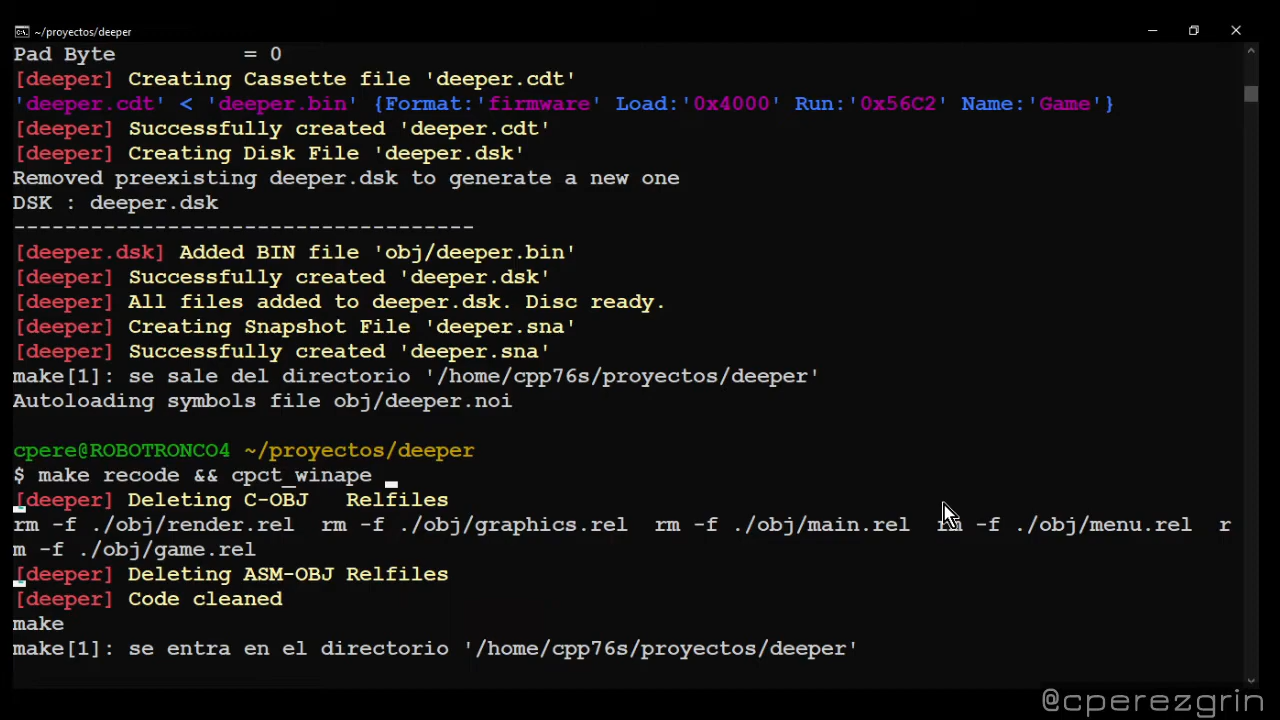 ~/proyectos/deeper
Pad Byte = 0
[deeper] Creating Cassette file 'deeper.cdt'
'deeper.cdt' < 'deeper.bin' {Format:'firmware' Load:'0x4000' Run:'0x56C2' Name:'Game'}
[deeper] Successfully created 'deeper.cdt'
[deeper] Creating Disk File 'deeper.dsk'
Removed preexisting deeper.dsk to generate a new one
DSK : deeper.dsk
------------------------------------
[deeper.dsk] Added BIN file 'obj/deeper.bin'
[deeper] Successfully created 'deeper.dsk'
[deeper] All files added to deeper.dsk. Disc ready.
[deeper] Creating Snapshot File 'deeper.sna'
[deeper] Successfully created 'deeper.sna'
make[1]: se sale del directorio '/home/cpp76s/proyectos/deeper'
Autoloading symbols file obj/deeper.noi
cpere@ROBOTRONCO4 ~/proyectos/deeper
$ make recode && cpct_winape
[deeper] Deleting C-OBJ Relfiles
rm -f ./obj/render.rel rm -f ./obj/graphics.rel rm -f ./obj/main.rel rm -f ./obj/menu.rel r
m -f ./obj/game.rel
[deeper] Deleting ASM-OBJ Relfiles
[deeper] Code cleaned
make
make[1]: se entra en el directorio '/home/cpp76s/proyectos/deeper'
@cperezgrin